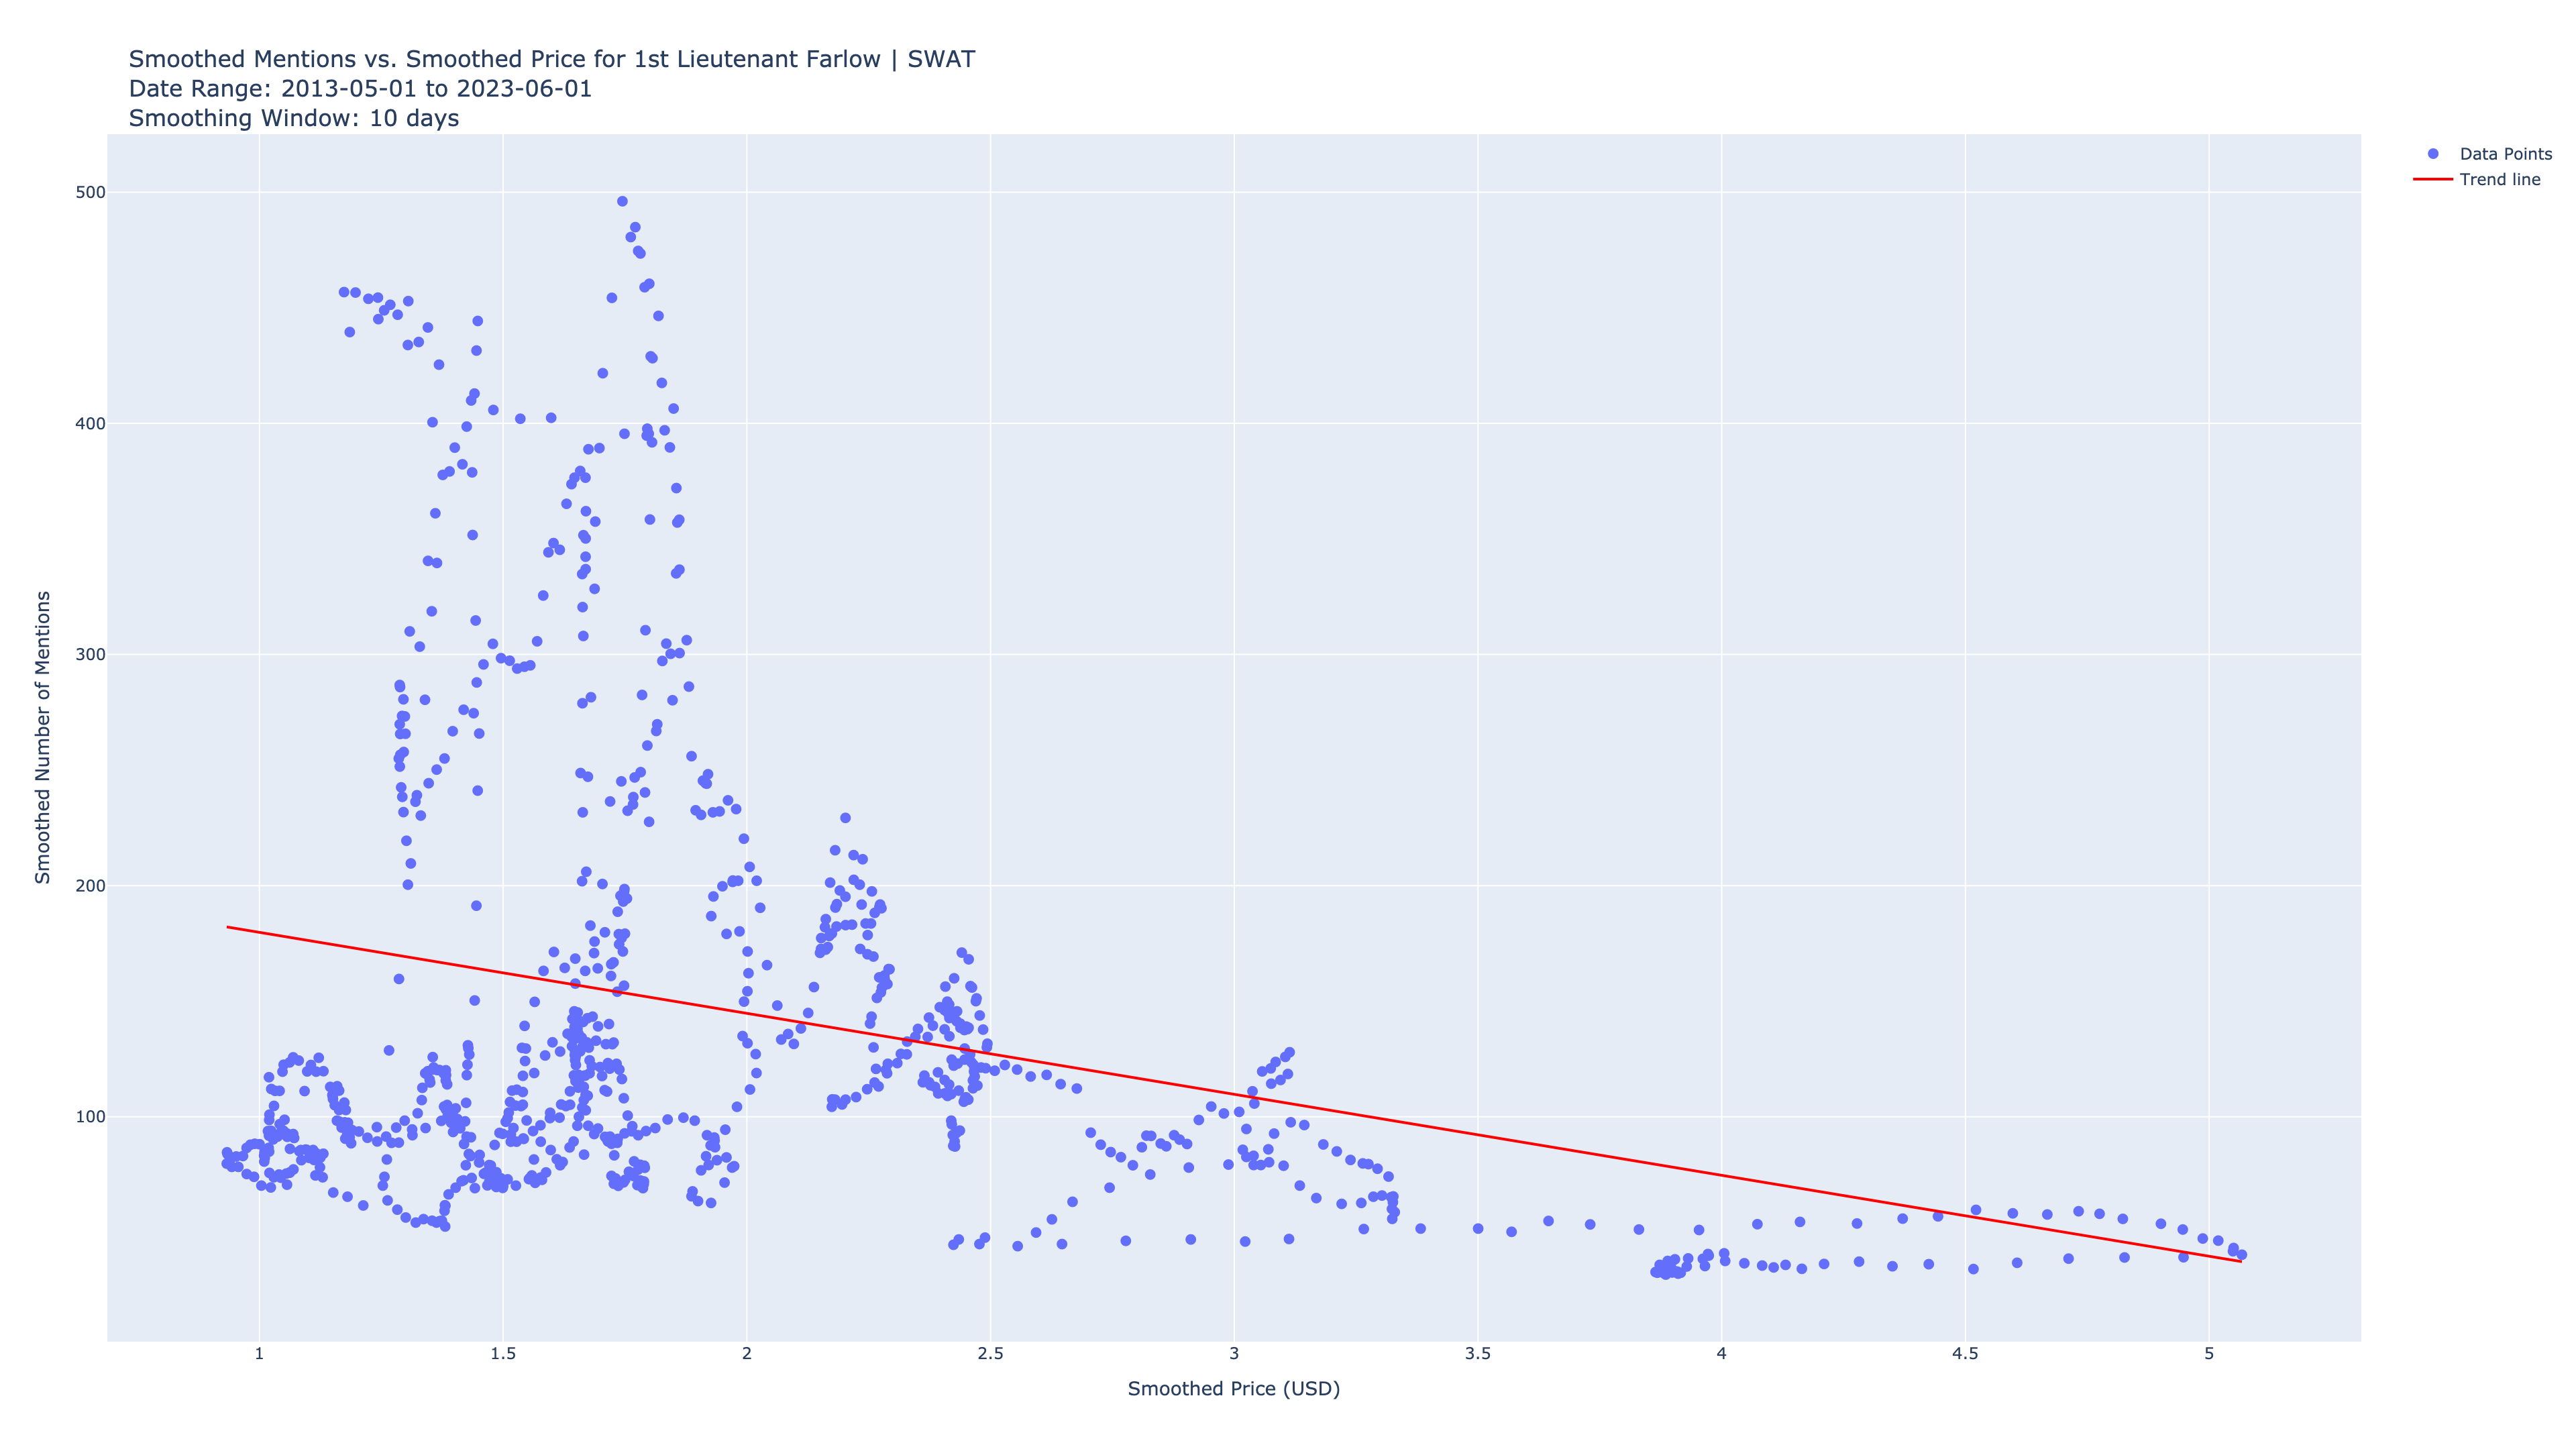 Smoothed Mentions vs. Smoothed Price for 1st Lieutenant Farlow | SWAT
Date Range: 2013-05-01 to 2023-06-01
Smoothing Window: 10 days
Data Points
Trend line
500
400
300
200
100
Smoothed Number of Mentions
1
1.5
2
2.5
3
3.5
4
4.5
5
Smoothed Price (USD)